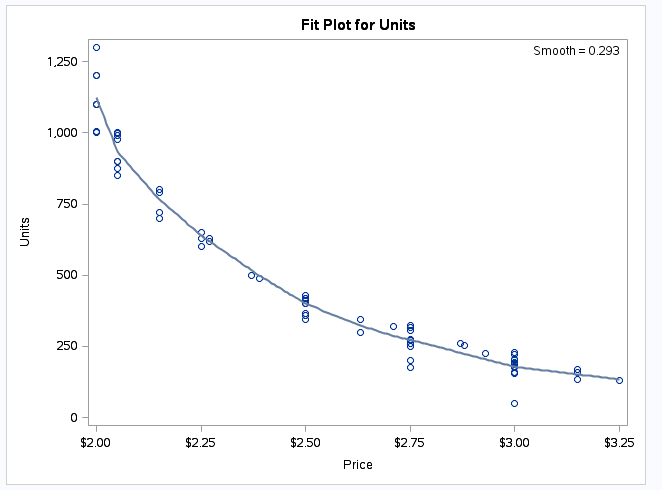 Fit Plot for Units
Smooth = 0.293
1,250
1,000
750
500
250
0
Units
$2.00 $2.25 $2.50 $2.75 $3.00 $3.25
Price